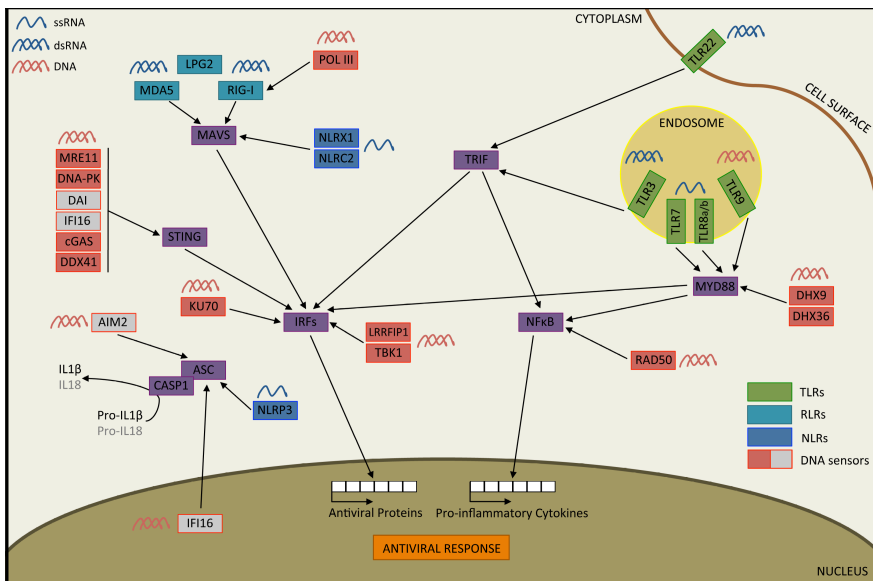 ssRNA
dsRNA
DNA
CYTOPLASM
CELL SURFACE
TLR22
LPG2
POL III
MDA5
RIG-I
MAVS
NLRX1
NLRC2
TRIF
ENDOSOME
TLR3
TLR7
TLR8a/b
TLR9
MRE11
DNA-PK
DAI
IFI16
cGAS
DDX41
STING
MYD88
DHX9
DHX36
KU70
IRFs
LRRFIP1
TBK1
NFκB
RAD50
AIM2
ASC
CASP1
IL1β
IL18
Pro-IL1β
Pro-IL18
NLRP3
TLRs
RLRs
NLRs
DNA sensors
IFI16
Antiviral Proteins
Pro-inflammatory Cytokines
ANTIVIRAL RESPONSE
NUCLEUS